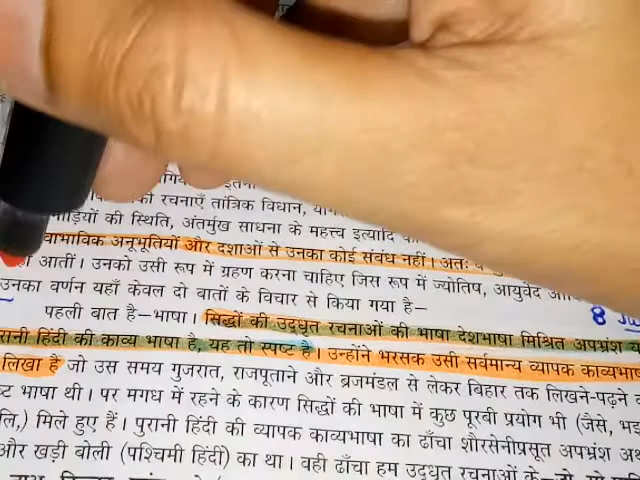 की रचनाएँ तांत्रिक विधान,
की स्थिति, अंतर्मुख साधना के महत्त्व इत्यादि
अनुभूतियों और दशाओं से उनका कोई संबंध नहीं। अतः
आतीं। उनको उसी रूप में ग्रहण करना चाहिए जिस रूप में ज्योतिष, आयुर्वेद
उनका वर्णन यहाँ केवल दो बातों के विचार से किया गया है—
पहली बात है—भाषा। सिद्धों की उद्धृत रचनाओं की भाषा देशभाषा मिश्रित अपभ्रंश
हिंदी की काव्य भाषा है, यह तो स्पष्ट है। उन्होंने भरसक उसी सर्वमान्य व्यापक काव्यभाषा
लिखा है जो उस समय गुजरात, राजपूताने और ब्रजमंडल से लेकर बिहार तक लिखने-पढ़ने
भाषा थी। पर मगध में रहने के कारण सिद्धों की भाषा में कुछ पूरबी प्रयोग भी (जैसे,
मिले हुए हैं। पुरानी हिंदी की व्यापक काव्यभाषा का ढाँचा शौरसेनीप्रसूत अपभ्रंश
और खड़ी बोली (पश्चिमी हिंदी) का था। वही ढाँचा हम उद्धृत रचनाओं के
8